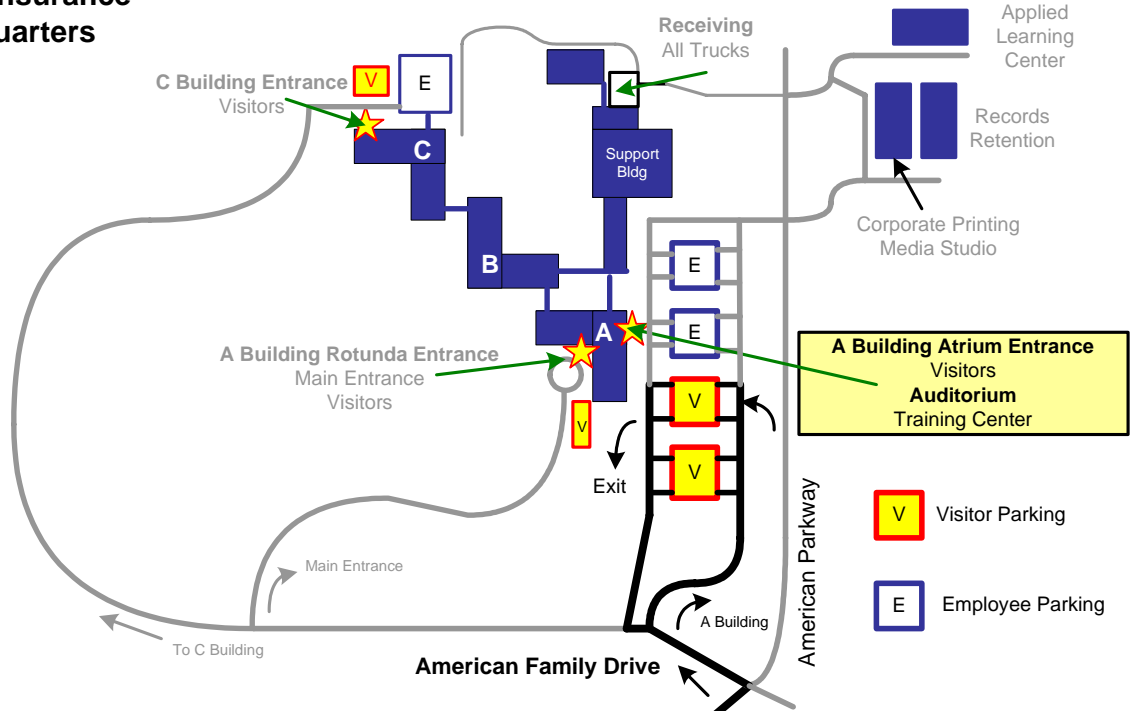 nsurance
uarters
Receiving
All Trucks
Applied
Learning
Center
C Building Entrance
Visitors
V
E
Records
Retention
C
Support
Bldg
Corporate Printing
Media Studio
B
E
A
E
A Building Rotunda Entrance
Main Entrance
Visitors
A Building Atrium Entrance
Visitors
Auditorium
Training Center
V
V
V
Exit
American Parkway
V
Visitor Parking
Main Entrance
E
Employee Parking
A Building
To C Building
American Family Drive